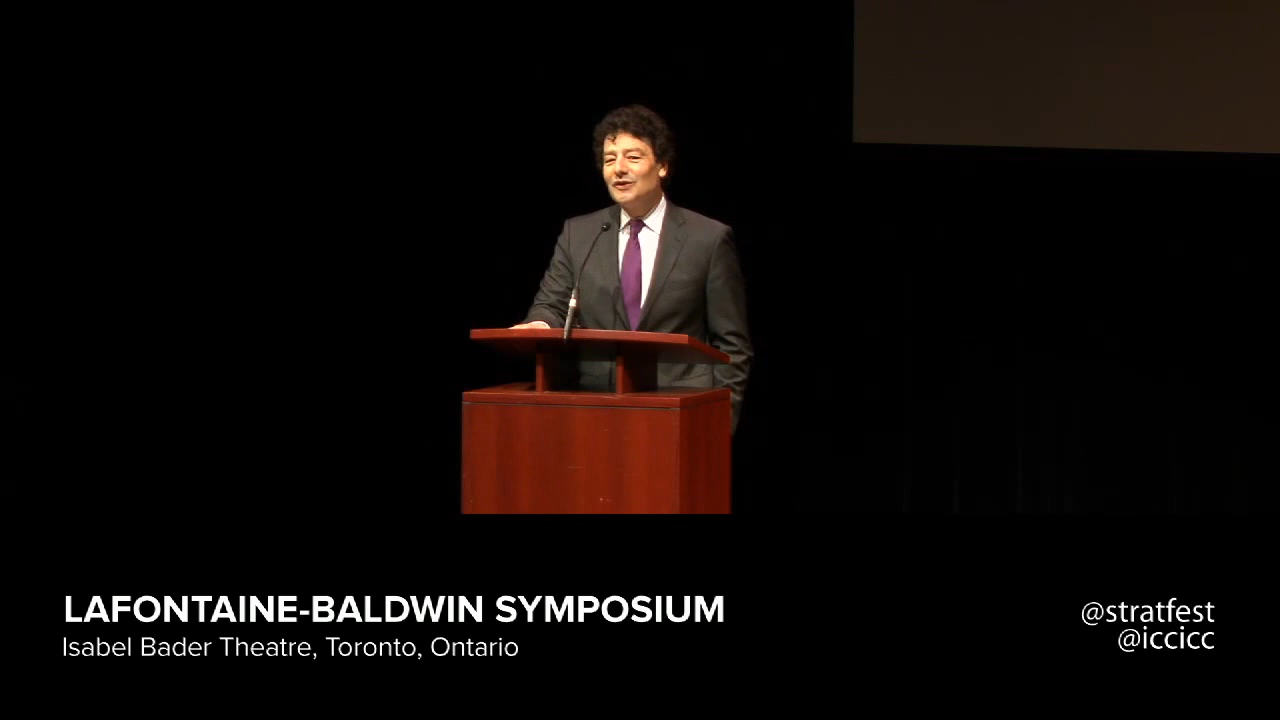 LAFONTAINE-BALDWIN SYMPOSIUM
Isabel Bader Theatre, Toronto, Ontario
@stratfest
@iccicc